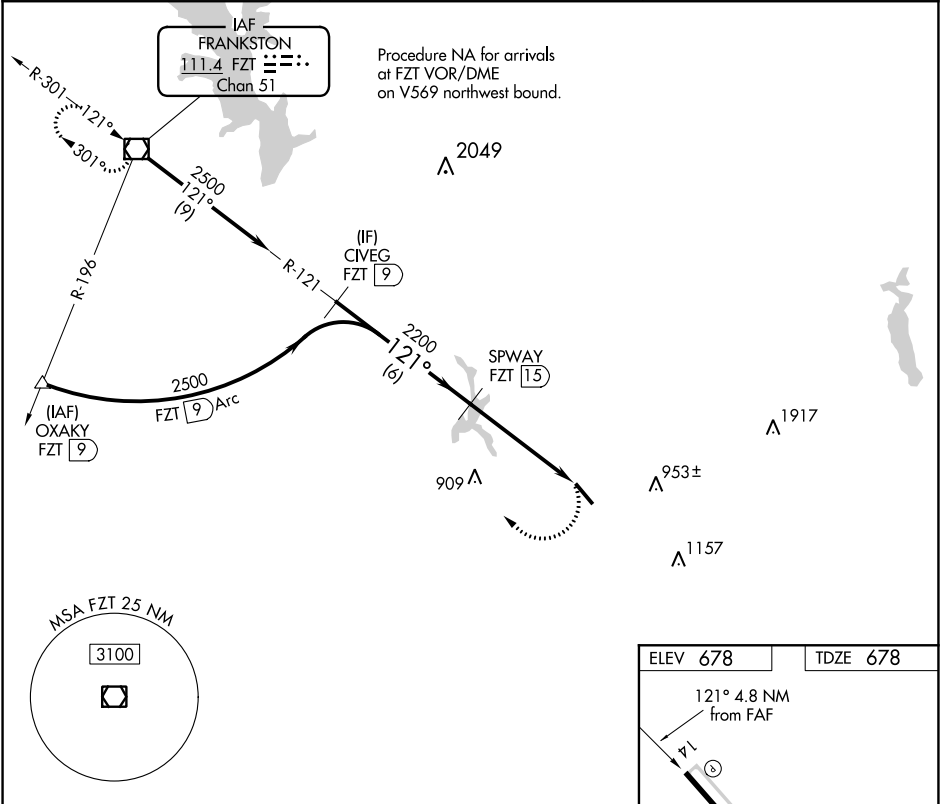 IAF
FRANKSTON
111.4 FZT
Chan 51
Procedure NA for arrivals
at FZT VOR/DME
on V569 northwest bound.
R-301
121°
301°
2049
2500
121°
(9)
R-196
R-121
(IF)
CIVEG
FZT 9
2200
121°
(6)
SPWAY
FZT 15
2500
FZT 9 Arc
(IAF)
OXAKY
FZT 9
1917
909
953±
1157
MSA FZT 25 NM
3100
ELEV 678
TDZE 678
121° 4.8 NM
from FAF
14
P